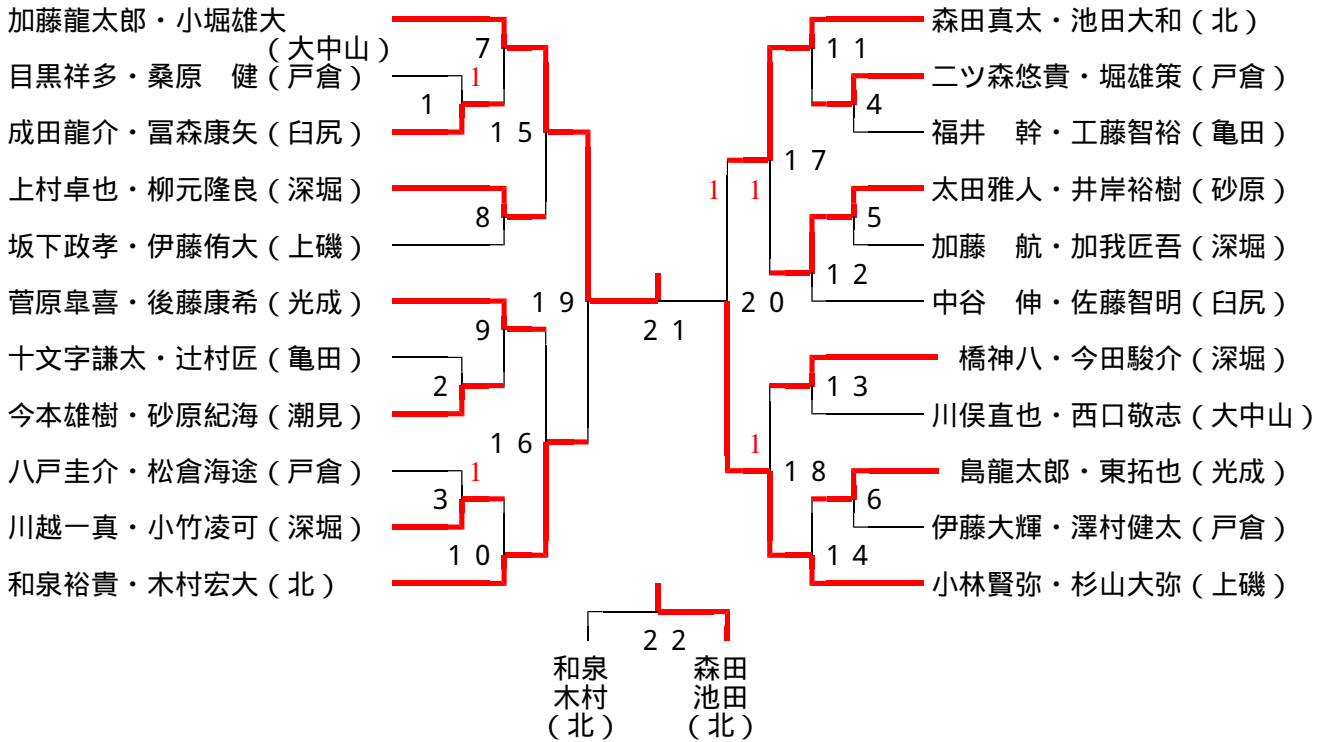 加藤龍太郎・小堀雄大
（大中山）
7
目黒祥多・桑原　健（戸倉）
1
1
成田龍介・冨森康矢（臼尻）
15
上村卓也・柳元隆良（深堀）
8
坂下政孝・伊藤侑大（上磯）
菅原皐喜・後藤康希（光成）
19
9
十文字謙太・辻村匠（亀田）
2
今本雄樹・砂原紀海（潮見）
16
八戸圭介・松倉海途（戸倉）
1
3
川越一真・小竹凌可（深堀）
10
和泉裕貴・木村宏大（北）
森田真太・池田大和（北）
11
二ツ森悠貴・堀雄策（戸倉）
4
福井　幹・工藤智裕（亀田）
17
1
1
太田雅人・井岸裕樹（砂原）
5
加藤　航・加我匠吾（深堀）
12
中谷　伸・佐藤智明（臼尻）
20
21
橋神八・今田駿介（深堀）
13
川俣直也・西口敬志（大中山）
1
18
島龍太郎・東拓也（光成）
6
伊藤大輝・澤村健太（戸倉）
14
小林賢弥・杉山大弥（上磯）
22
和泉
木村
（北）
森田
池田
（北）